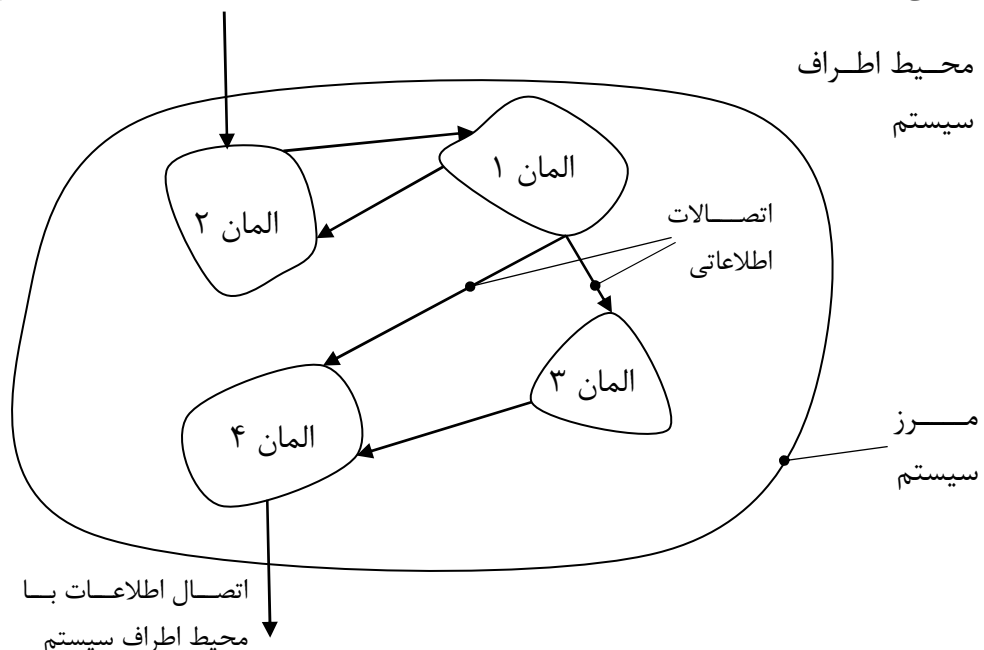 محیط اطراف
سیستم
المان ۱
المان ۲
اتصالات
اطلاعاتی
المان ۳
المان ۴
مرز
سیستم
اتصال اطلاعات با
محیط اطراف سیستم